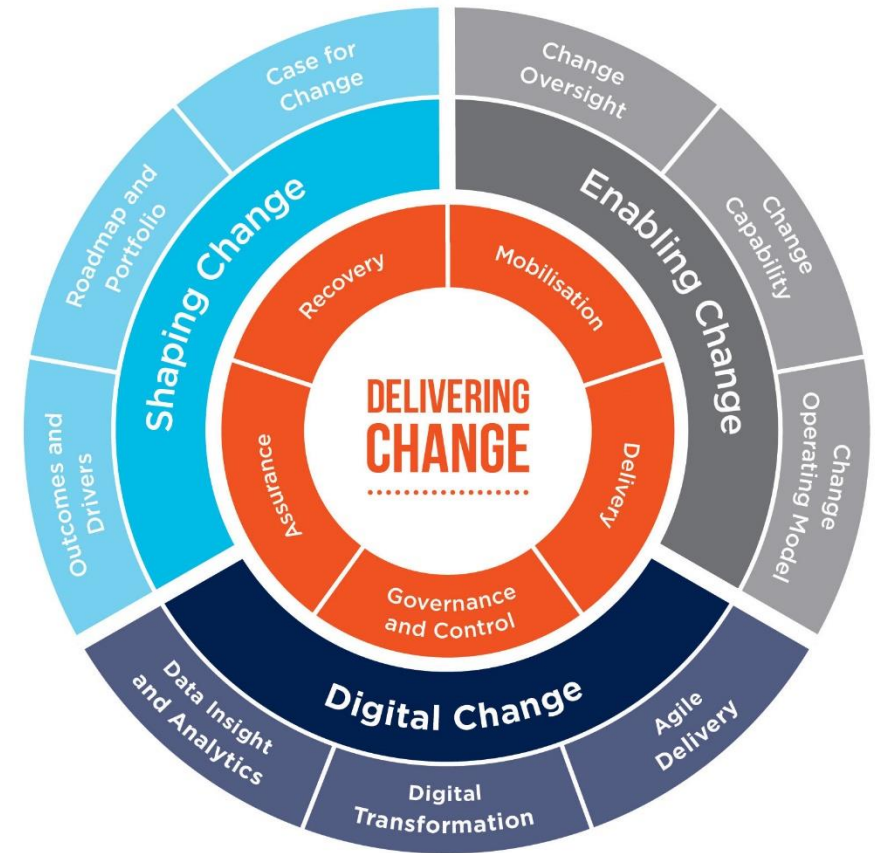 DELIVERING
CHANGE
Mobilisation
Delivery
Governance
and Control
Assurance
Recovery
Enabling Change
Change
Oversight
Change
Capability
Change
Operating Model
Digital Change
Agile
Delivery
Digital
Transformation
Data Insight
and Analytics
Shaping Change
Outcomes and
Drivers
Roadmap and
Portfolio
Case for
Change